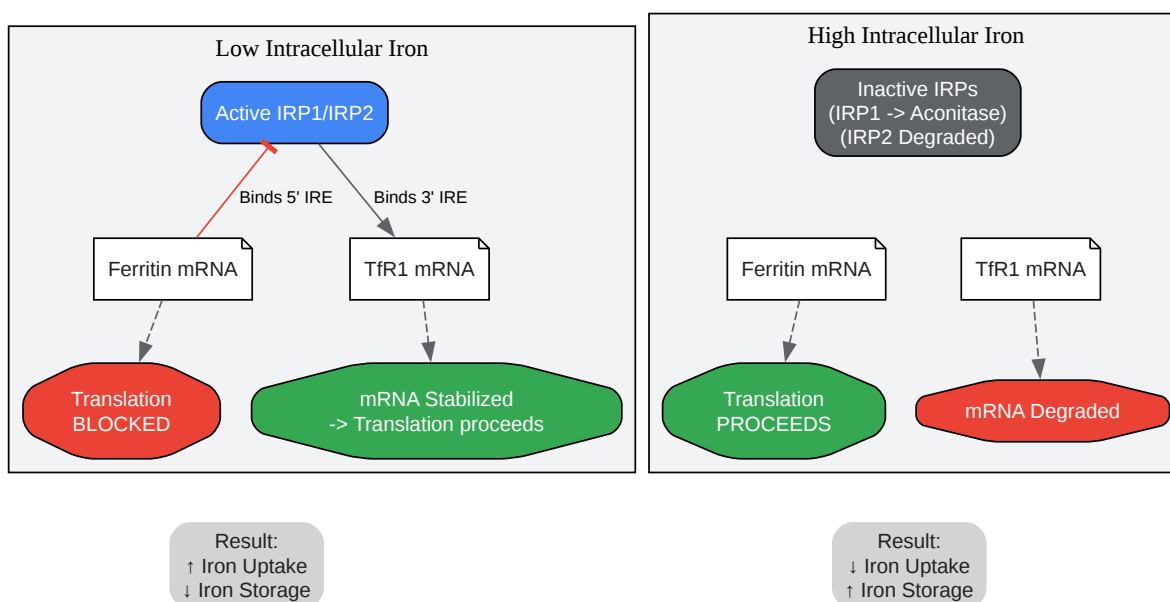 Low Intracellular Iron
Active IRP1/IRP2
Binds 5' IRE
Binds 3' IRE
Ferritin mRNA
TfR1 mRNA
Translation
BLOCKED
mRNA Stabilized
-> Translation proceeds
Result:
↑ Iron Uptake
↓ Iron Storage
High Intracellular Iron
Inactive IRPs
(IRP1 -> Aconitase)
(IRP2 Degraded)
Ferritin mRNA
TfR1 mRNA
Translation
PROCEEDS
mRNA Degraded
Result:
↓ Iron Uptake
↑ Iron Storage